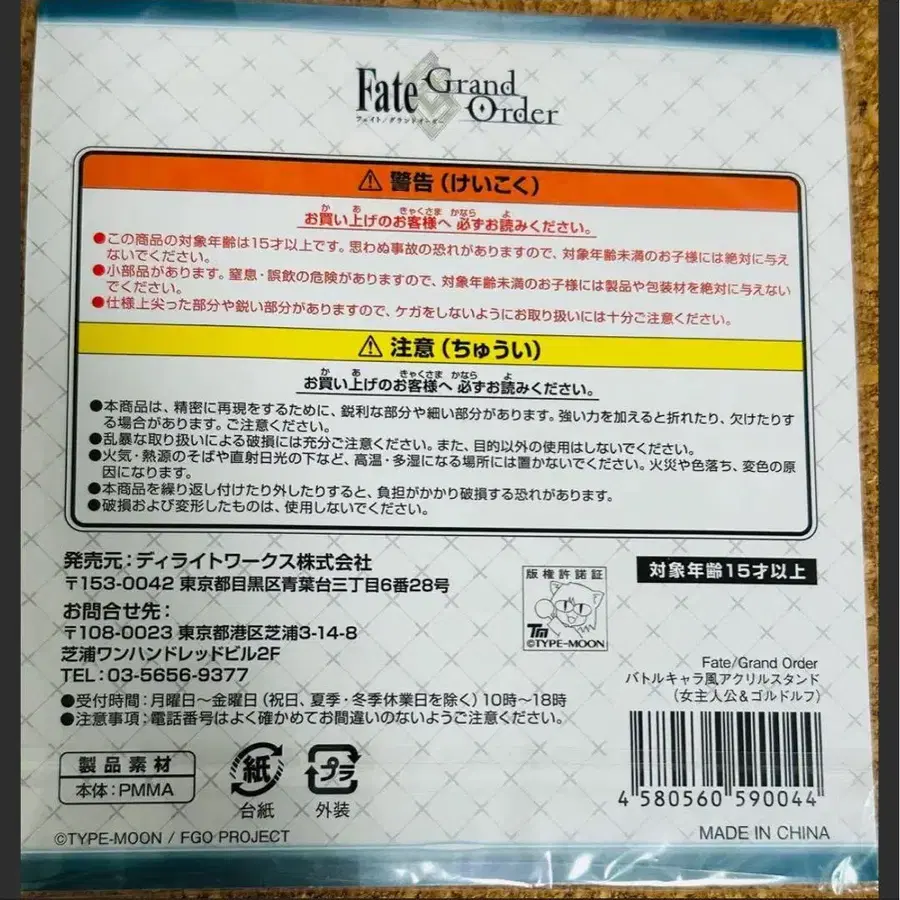 Fate/Grand Order
フェイト/グランドオーダー
⚠ 警告(けいこく)
お買い上げのお客様へ 必ずお読みください。
●この商品の対象年齢は15才以上です。思わぬ事故の恐れがありますので、対象年齢未満のお子様には絶対に与え
ないでください。
●小部品があります。窒息・誤飲の危険がありますので、対象年齢未満のお子様には製品や包装材を絶対に与えない
でください。
●仕様上尖った部分や鋭い部分がありますので、ケガをしないようにお取り扱いには十分ご注意ください。
⚠ 注意(ちゅうい)
お買い上げのお客様へ 必ずお読みください。
●本商品は、精密に再現をするために、鋭利な部分や細い部分があります。強い力を加えると折れたり、欠けたりす
る場合があります。ご注意ください。
●乱暴な取り扱いによる破損には充分ご注意ください。また、目的以外の使用はしないでください。
●火気・熱源のそばや直射日光の下など、高温・多湿になる場所には置かないでください。火災や色落ち、変色の原
因になります。
●本商品を繰り返し付けたり外したりすると、負担がかかり破損する恐れがあります。
●破損および変形したものは、使用しないでください。
発売元:ディライトワークス株式会社
〒153-0042 東京都目黒区青葉台三丁目6番28号
お問合せ先:
〒108-0023 東京都港区芝浦3-14-8
芝浦ワンハンドレッドビル2F
TEL:03-5656-9377
●受付時間:月曜日～金曜日(祝日、夏季・冬季休業日を除く)10時～18時
●注意事項:電話番号はよく確かめてお間違いのないようご注意ください。
版権許諾証
TM
©TYPE-MOON
対象年齢15才以上
Fate/Grand Order
バトルキャラ風アクリルスタンド
(女主人公&ゴルドルフ)
4 580560 590044
製品素材
本体:PMMA
紙
台紙
プラ
外装
©TYPE-MOON / FGO PROJECT
MADE IN CHINA